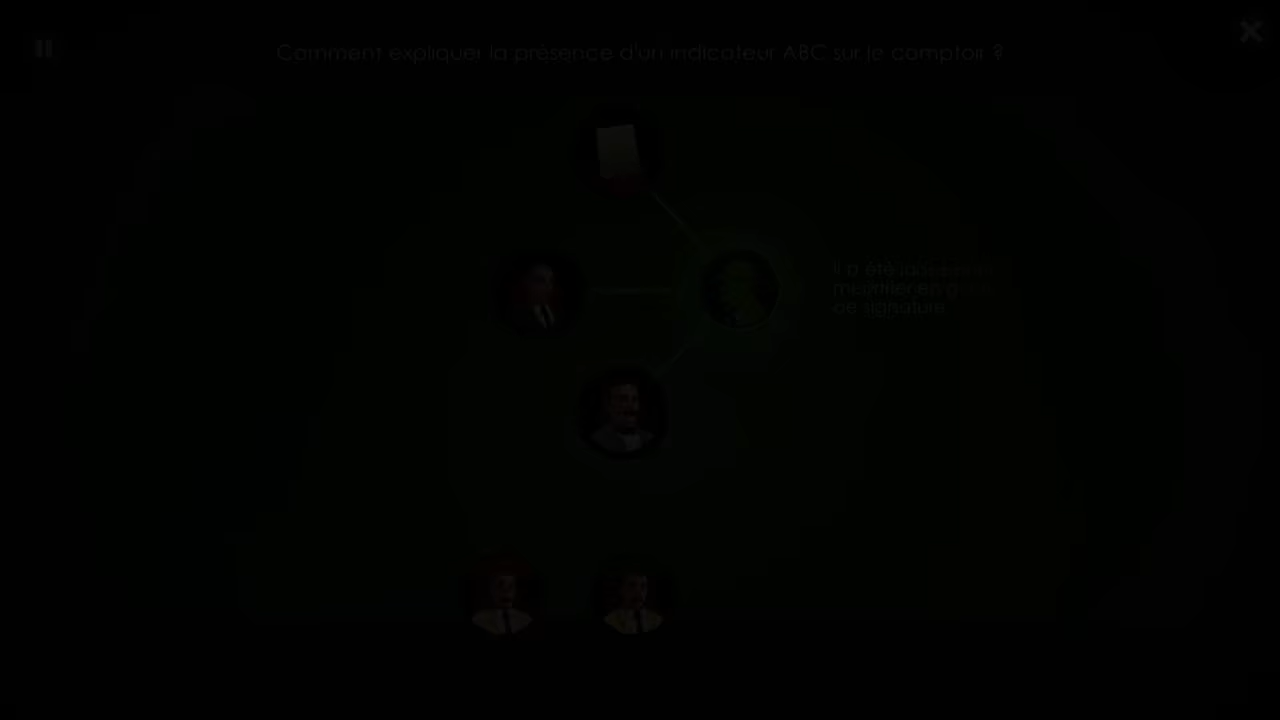 Comment expliquer la présence d'un indicateur ABC sur le comptoir ?
Il a été
meurtrier en
de signature